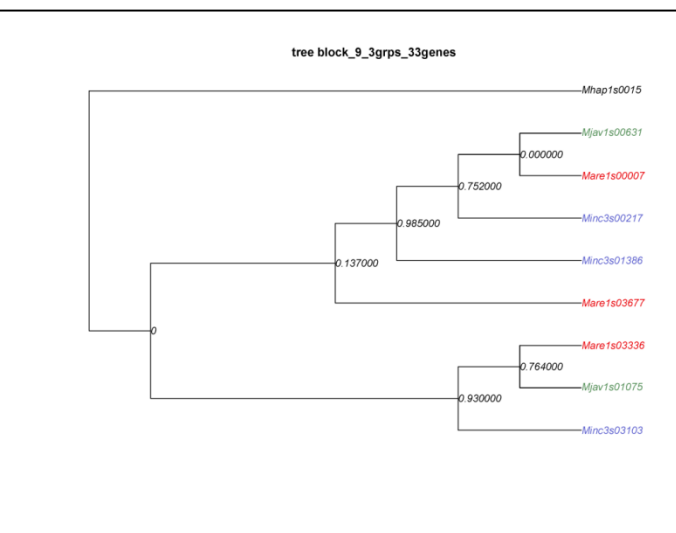 tree block_9_3grps_33genes
Mhap1s0015
Mjav1s00631
0.000000
Mare1s00007
0.752000
Minc3s00217
0.985000
Minc3s01386
0.137000
Mare1s03677
0
Mare1s03336
0.764000
Mjav1s01075
0.930000
Minc3s03103